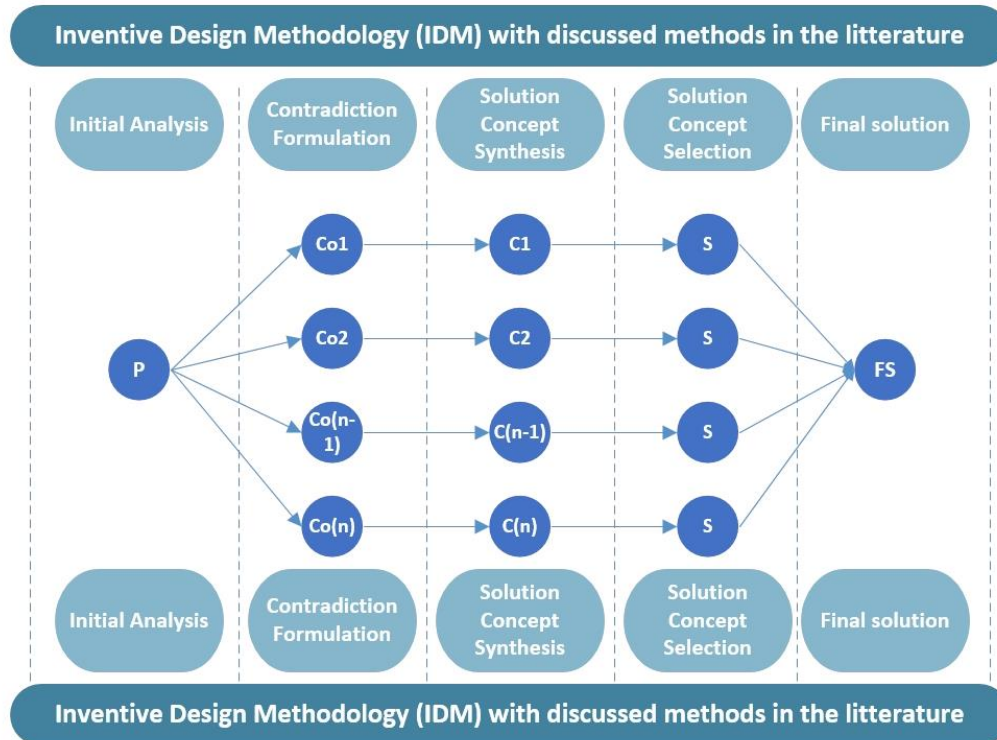 Inventive Design Methodology (IDM) with discussed methods in the litterature
Initial Analysis
Contradiction
Formulation
Solution
Concept
Synthesis
Solution
Concept
Selection
Final solution
Co1
C1
S
Co2
C2
S
P
FS
Co(n-
1)
C(n-1)
S
Co(n)
C(n)
S
Initial Analysis
Contradiction
Formulation
Solution
Concept
Synthesis
Solution
Concept
Selection
Final solution
Inventive Design Methodology (IDM) with discussed methods in the litterature